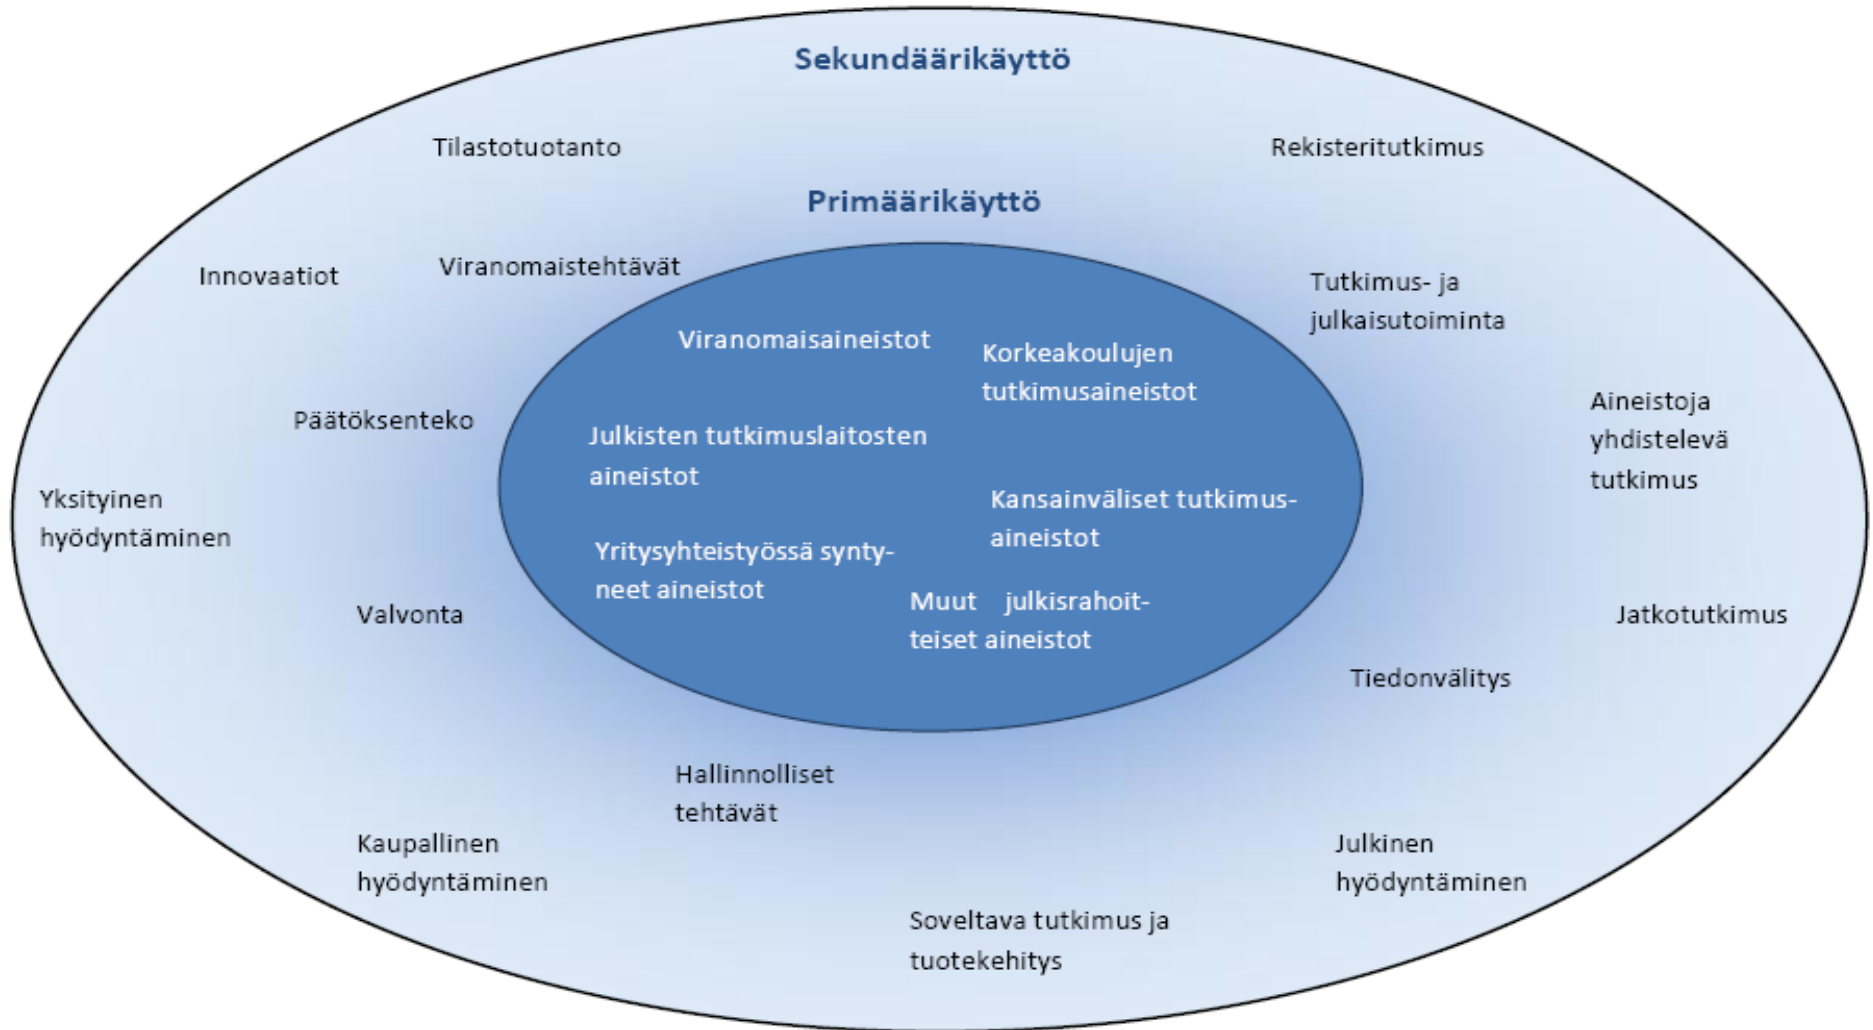 Sekundäärikäyttö
Tilastotuotanto
Rekisteritutkimus
Primäärikäyttö
Innovaatiot
Viranomaistehtävät
Tutkimus- ja
julkaisutoiminta
Viranomaisaineistot
Korkeakoulujen
tutkimusaineistot
Päätöksenteko
Julkisten tutkimuslaitosten
aineistot
Aineistoja
yhdistelevä
tutkimus
Yksityinen
hyödyntäminen
Kansainväliset tutkimus-
aineistot
Yritysyhteistyössä synty-
neet aineistot
Valvonta
Muut julkisrahoit-
teiset aineistot
Jatkotutkimus
Tiedonvälitys
Hallinnolliset
tehtävät
Kaupallinen
hyödyntäminen
Julkinen
hyödyntäminen
Soveltava tutkimus ja
tuotekehitys